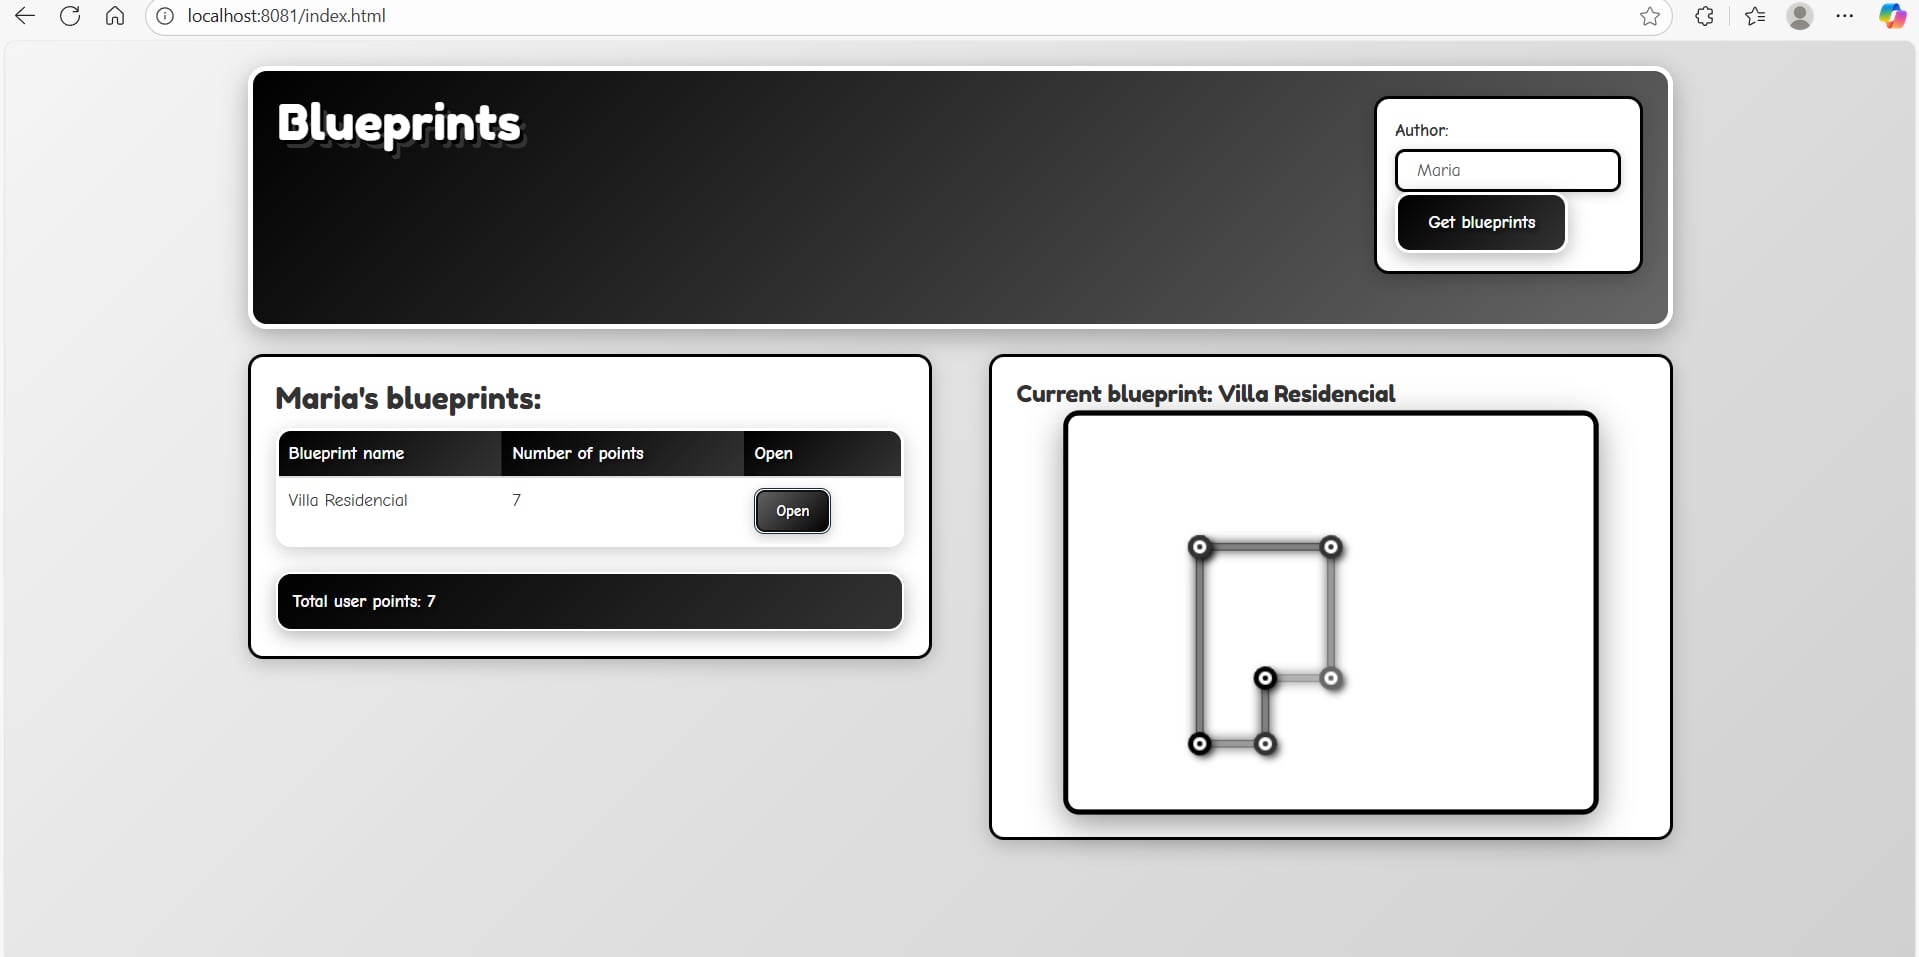 localhost:8081/index.html
Blueprints
Author:
Maria
Get blueprints
Maria's blueprints:
Blueprint name Number of points Open
Villa Residencial 7 Open
Total user points: 7
Current blueprint: Villa Residencial